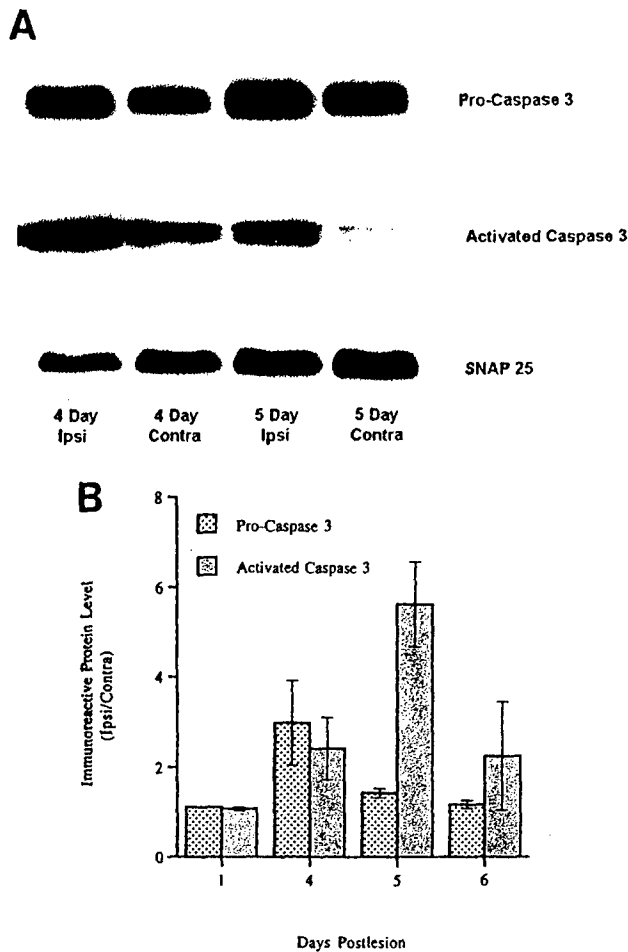 A
Pro-Caspase 3
Activated Caspase 3
SNAP 25
4 Day
Ipsi
4 Day
Contra
5 Day
Ipsi
5 Day
Contra
B
8
6
4
2
0
Immunoreactive Protein Level
(Ipsi/Contra)
Pro-Caspase 3
Activated Caspase 3
1
4
5
6
Days Postlesion